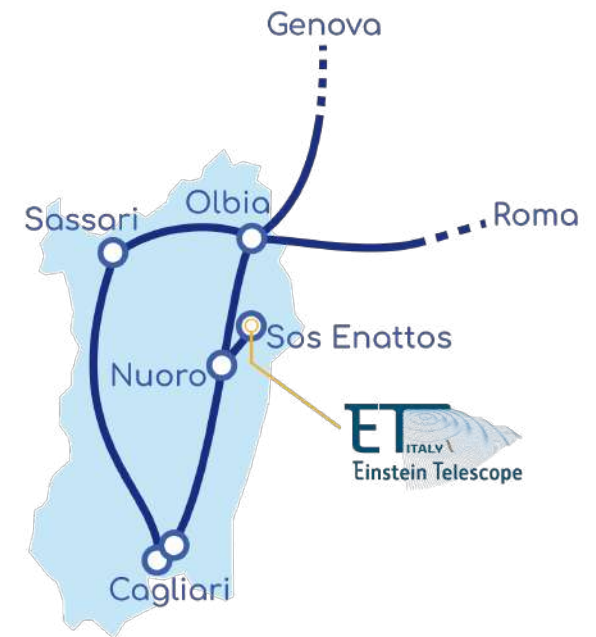 Genova
Olbia
Roma
Sassari
Sos Enattos
Nuoro
ET
ITALY
Einstein Telescope
Cagliari